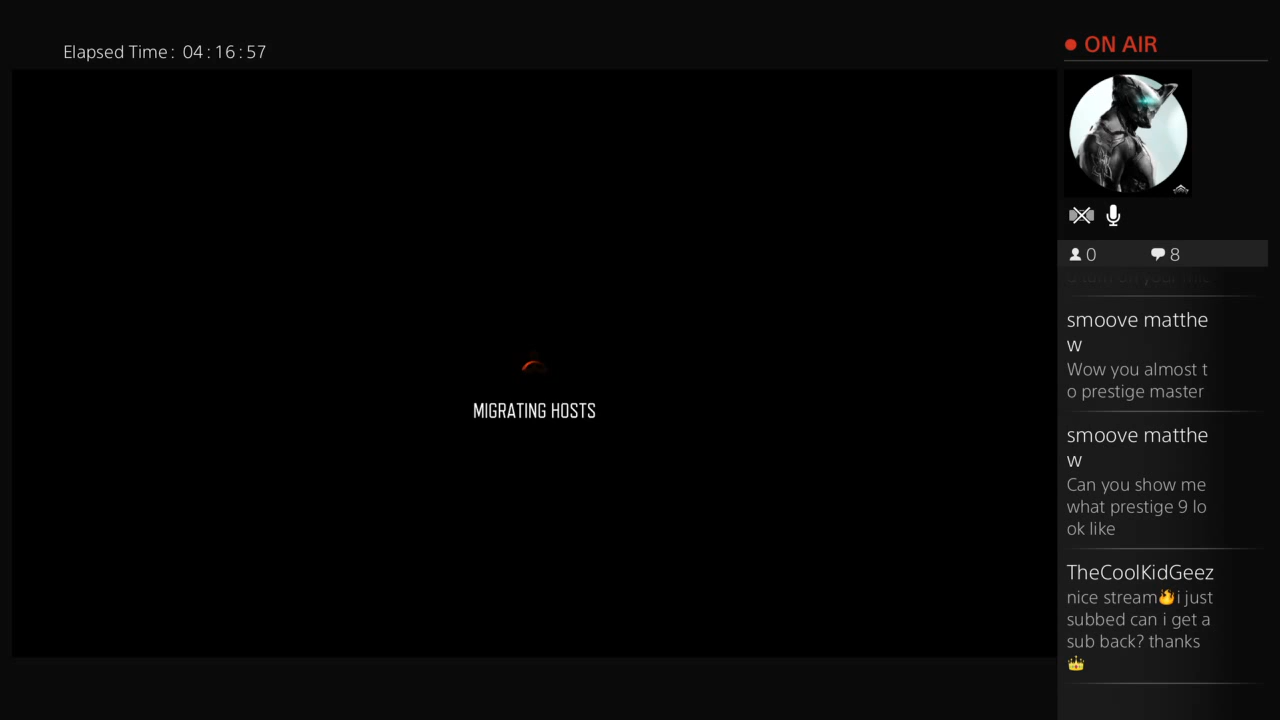 Elapsed Time: 04:16:57
ON AIR
0 8
smoove matthe
w
Wow you almost t
o prestige master
smoove matthe
w
Can you show me
what prestige 9 lo
ok like
TheCoolKidGeez
nice stream🔥i just
subbed can i get a
sub back? thanks
👑
MIGRATING HOSTS